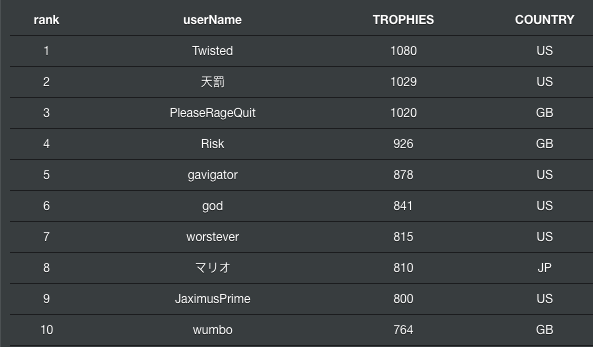 rank userName TROPHIES COUNTRY
1 Twisted 1080 US
2 天罰 1029 US
3 PleaseRageQuit 1020 GB
4 Risk 926 GB
5 gavigator 878 US
6 god 841 US
7 worstever 815 US
8 マリオ 810 JP
9 JaximusPrime 800 US
10 wumbo 764 GB